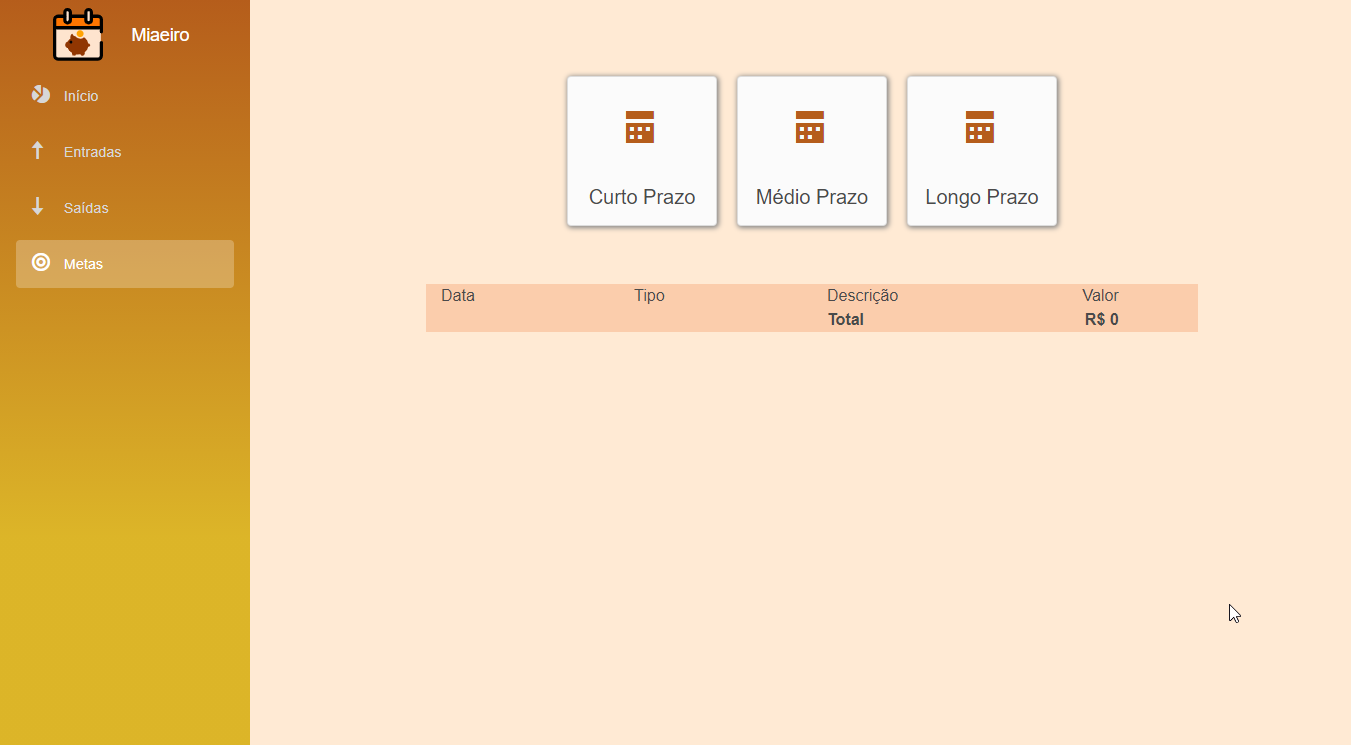 Miaeiro
Início
Entradas
Saídas
Metas
Curto Prazo
Médio Prazo
Longo Prazo
Data Tipo Descrição Valor
Total R$ 0